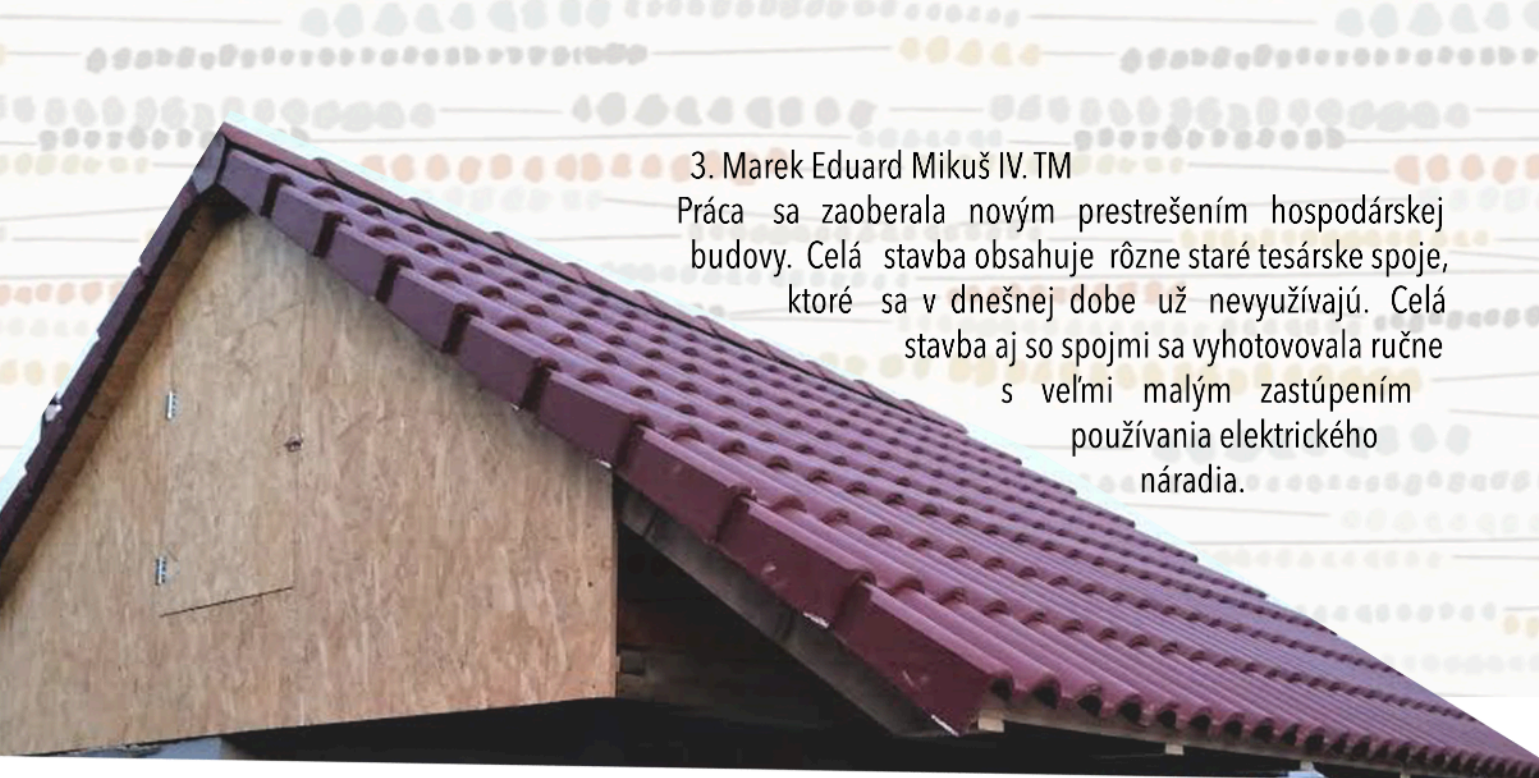 3. Marek Eduard Mikuš IV. TM
Práca sa zaoberala novým prestrešením hospodárskej
budovy. Celá stavba obsahuje rôzne staré tesárske spoje,
ktoré sa v dnešnej dobe už nevyužívajú. Celá
stavba aj so spojmi sa vyhotovovala ručne
s veľmi malým zastúpením
používania elektrického
náradia.